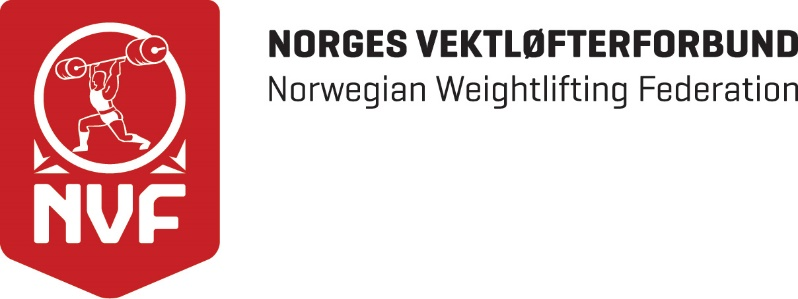 NORGES VEKTLØFTERFORBUND
Norwegian Weightlifting Federation
NVF